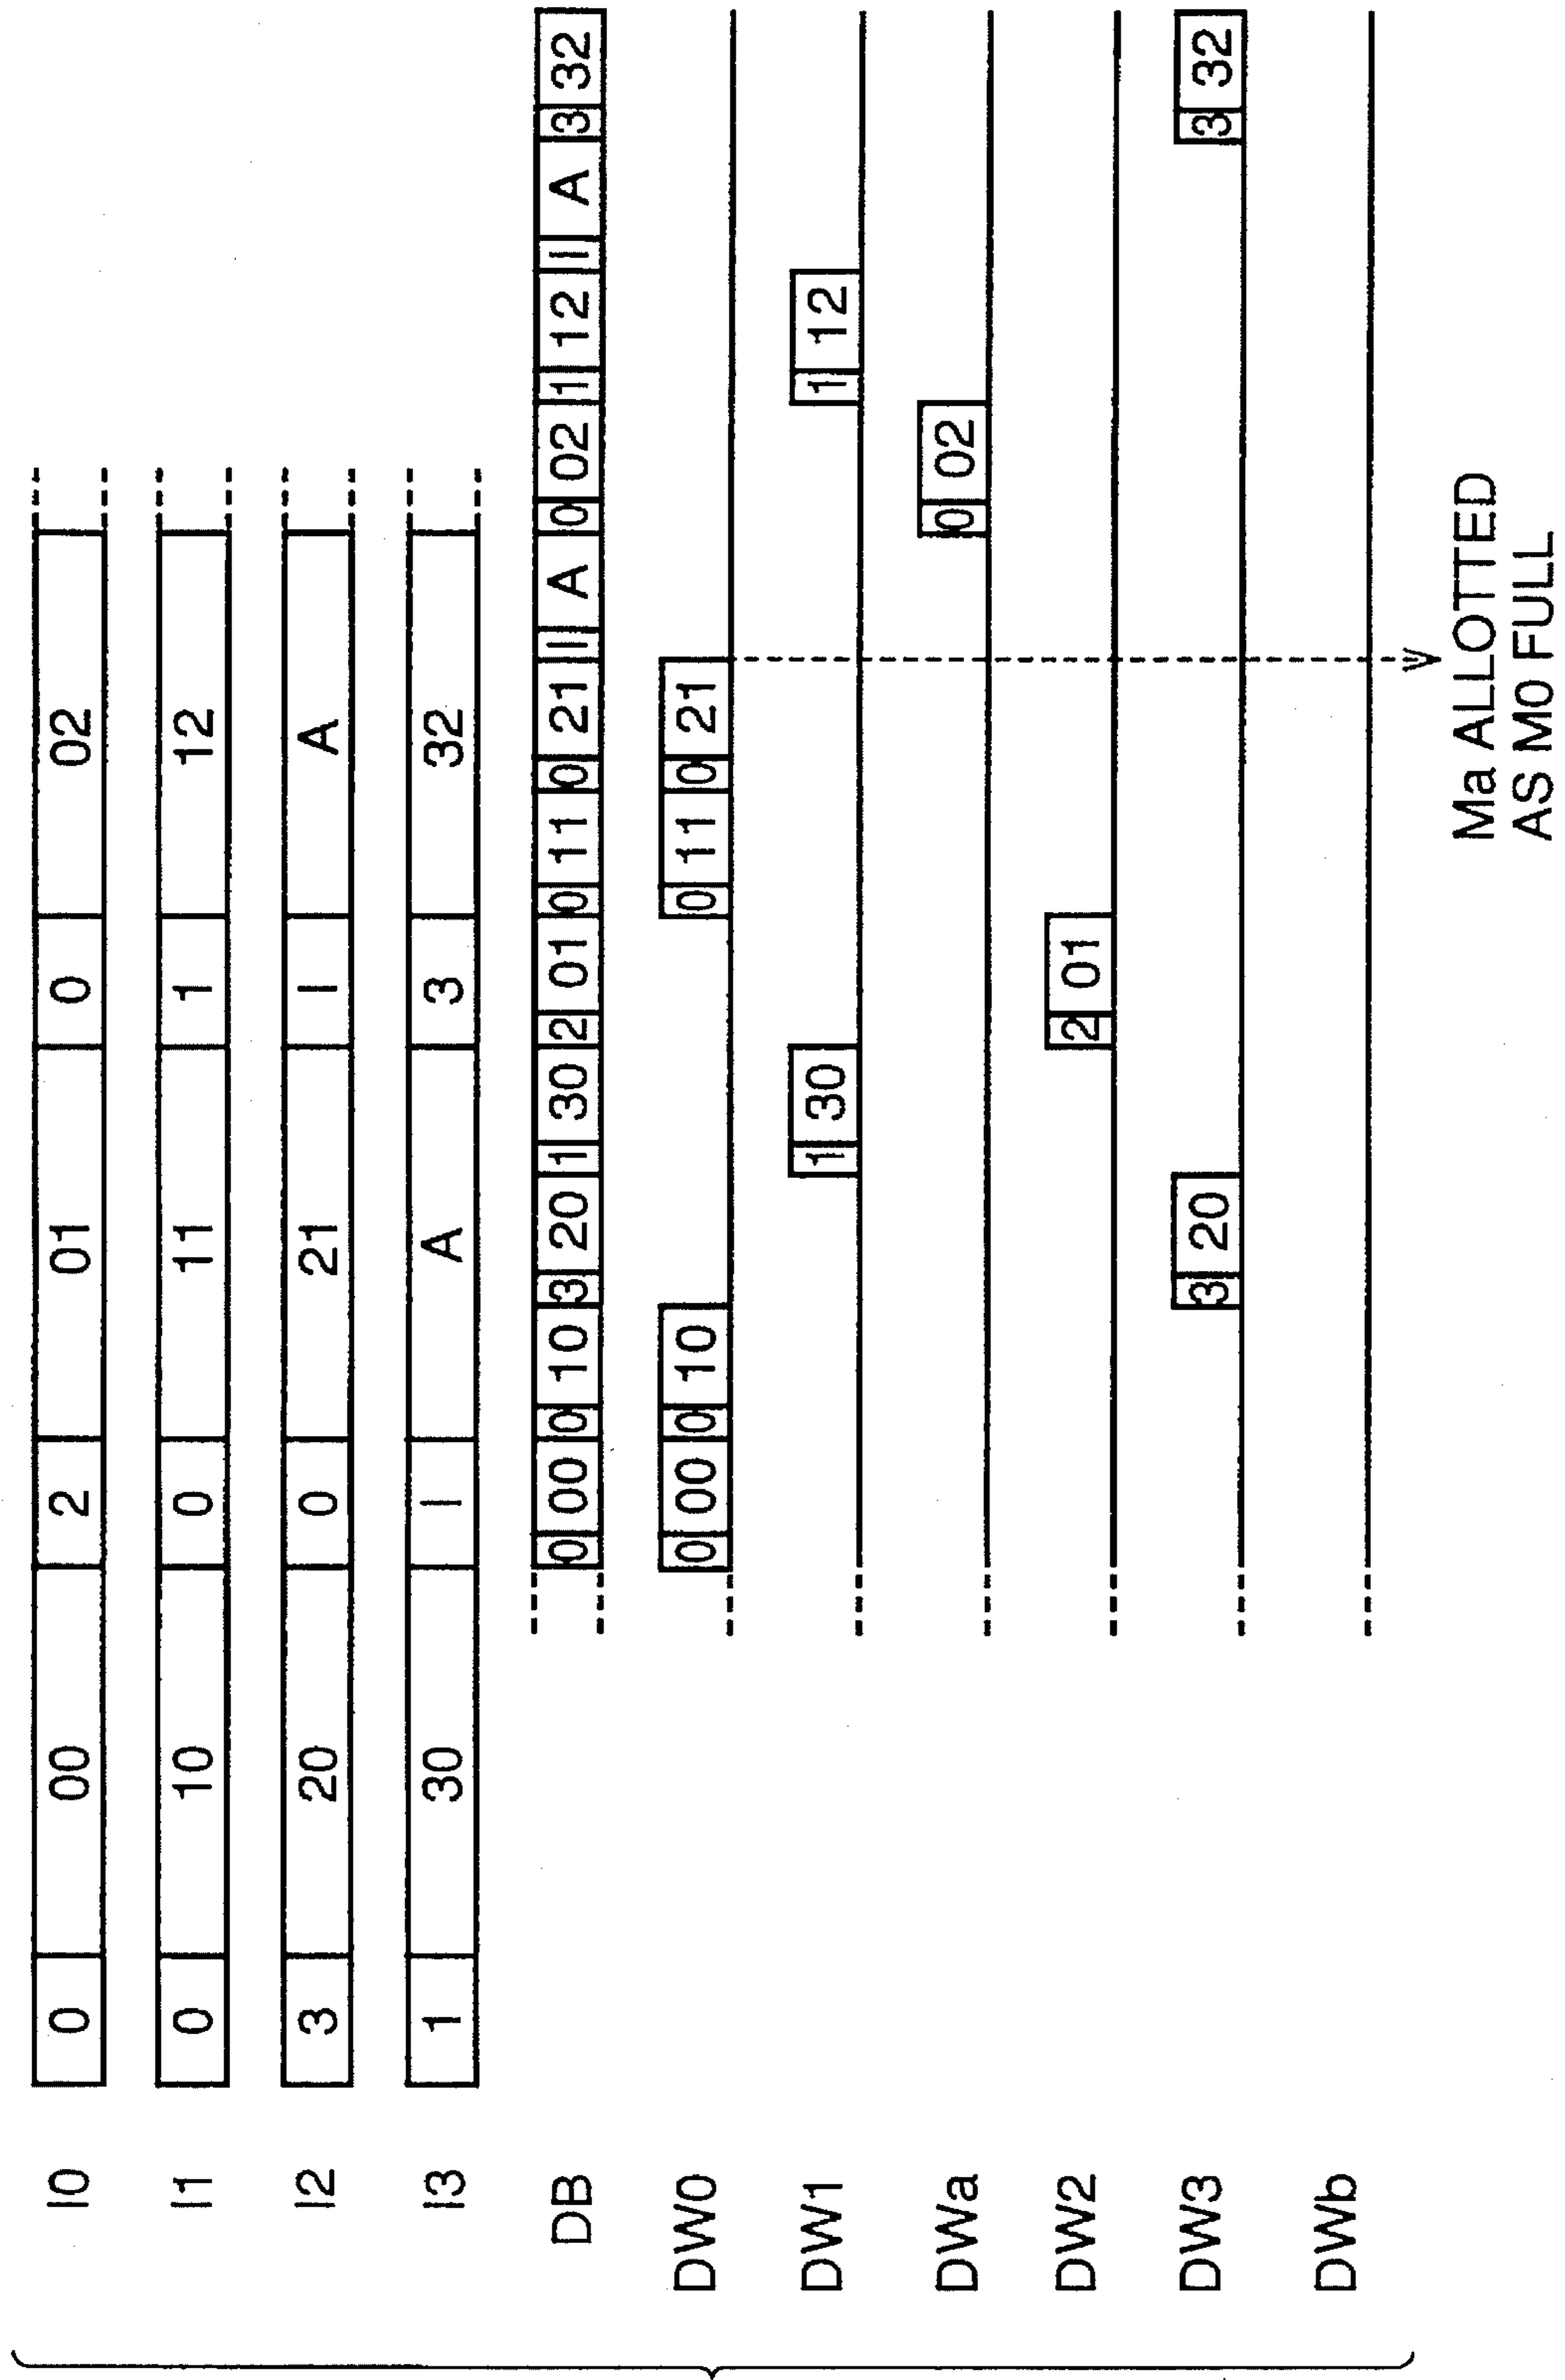 I0 0 00 2 01 0 02
I1 0 10 0 11 1 12
I2 3 20 0 21 I A
I3 1 30 I A 3 32
DB 0 00 0 10 3 20 1 30 2 01 0 11 0 21 I A 0 02 1 12 I A 3 32
DW0 0 00 0 10 0 11 0 21
DW1 1 30 1 12
DWa 0 02
DW2 2 01
DW3 3 20 3 32
DWb
Ma ALLOTTED
AS M0 FULL